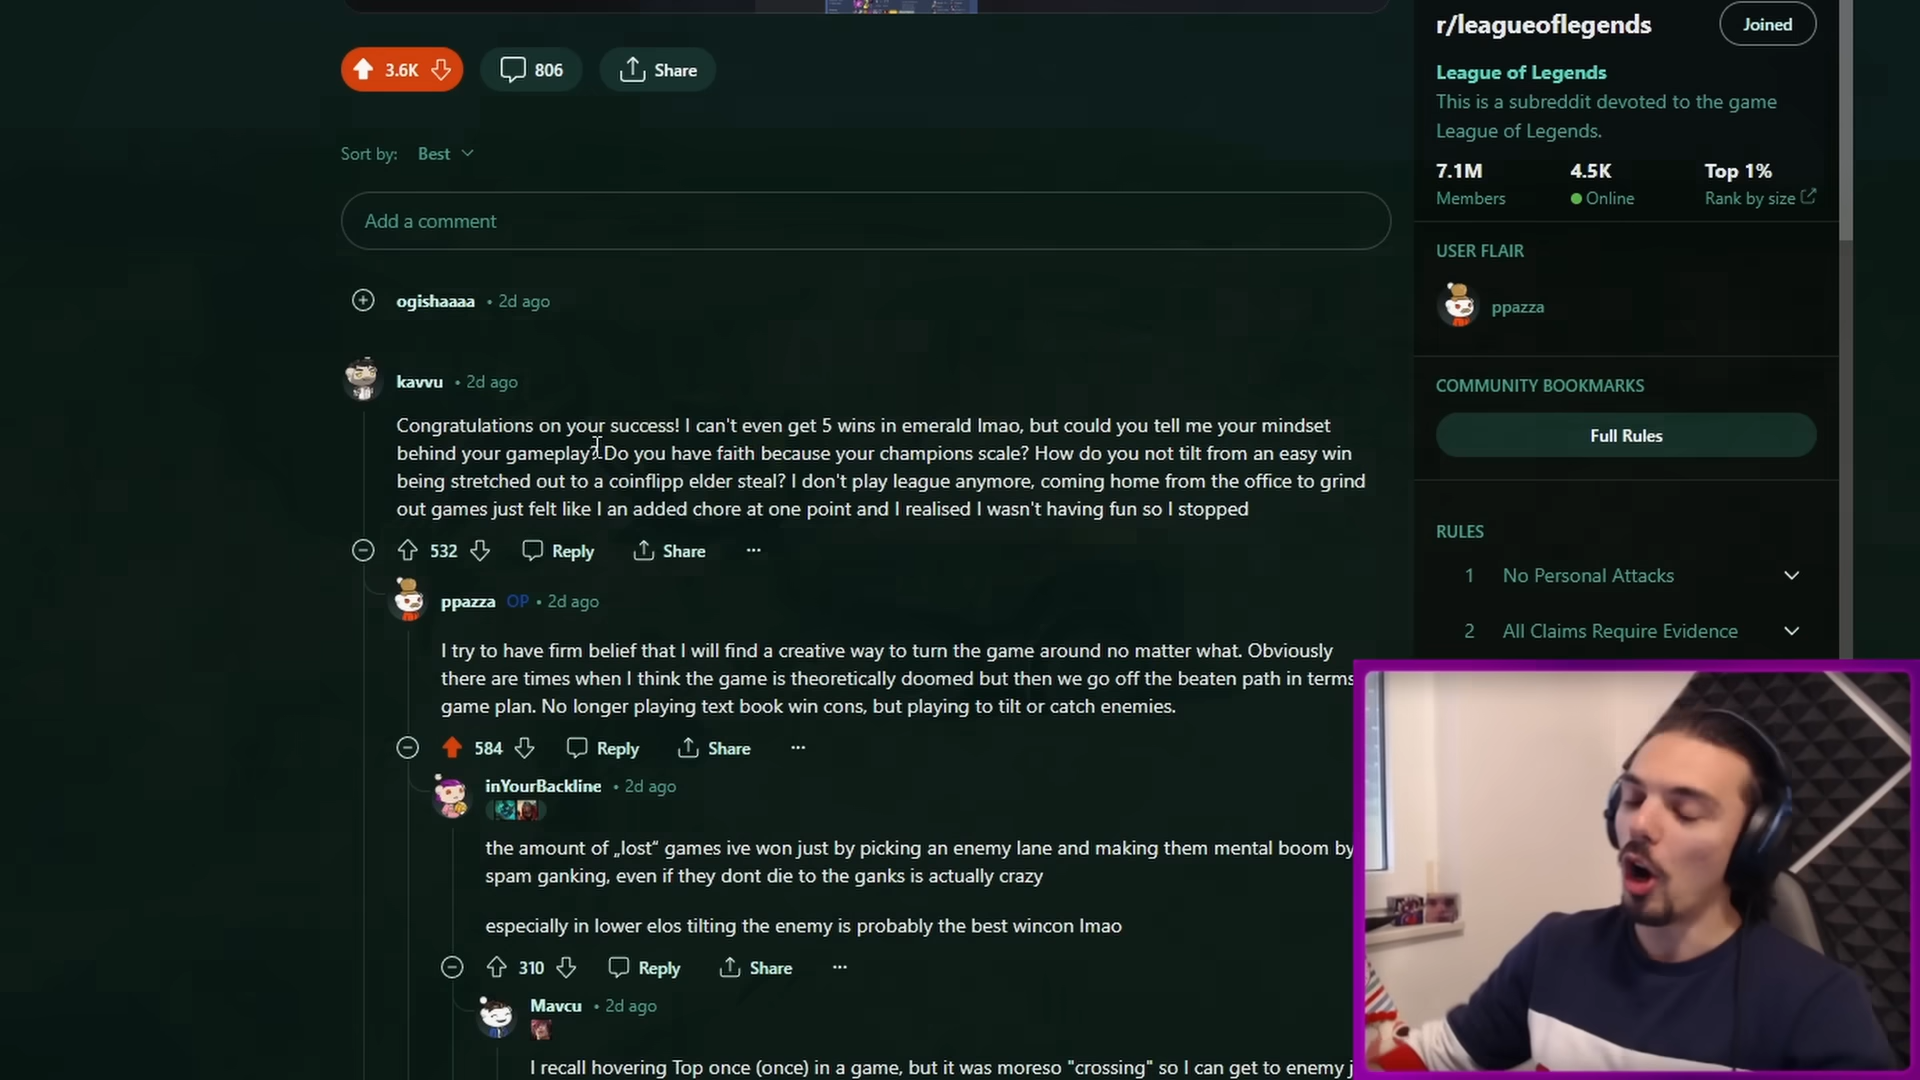 3.6K
806
Share
Sort by: Best
Add a comment
ogishaaaa • 2d ago
kavvu • 2d ago
Congratulations on your success! I can't even get 5 wins in emerald lmao, but could you tell me your mindset
behind your gameplay? Do you have faith because your champions scale? How do you not tilt from an easy win
being stretched out to a coinflipp elder steal? I don't play league anymore, coming home from the office to grind
out games just felt like I an added chore at one point and I realised I wasn't having fun so I stopped
532 Reply Share ...
ppazza OP • 2d ago
I try to have firm belief that I will find a creative way to turn the game around no matter what. Obviously
there are times when I think the game is theoretically doomed but then we go off the beaten path in terms
game plan. No longer playing text book win cons, but playing to tilt or catch enemies.
584 Reply Share ...
inYourBackline • 2d ago
the amount of „lost“ games ive won just by picking an enemy lane and making them mental boom by
spam ganking, even if they dont die to the ganks is actually crazy
especially in lower elos tilting the enemy is probably the best wincon lmao
310 Reply Share ...
Mavcu • 2d ago
I recall hovering Top once (once) in a game, but it was moreso "crossing" so I can get to enemy j
r/leagueoflegends
Joined
League of Legends
This is a subreddit devoted to the game
League of Legends.
7.1M 4.5K Top 1%
Members Online Rank by size
USER FLAIR
ppazza
COMMUNITY BOOKMARKS
Full Rules
RULES
1 No Personal Attacks
2 All Claims Require Evidence